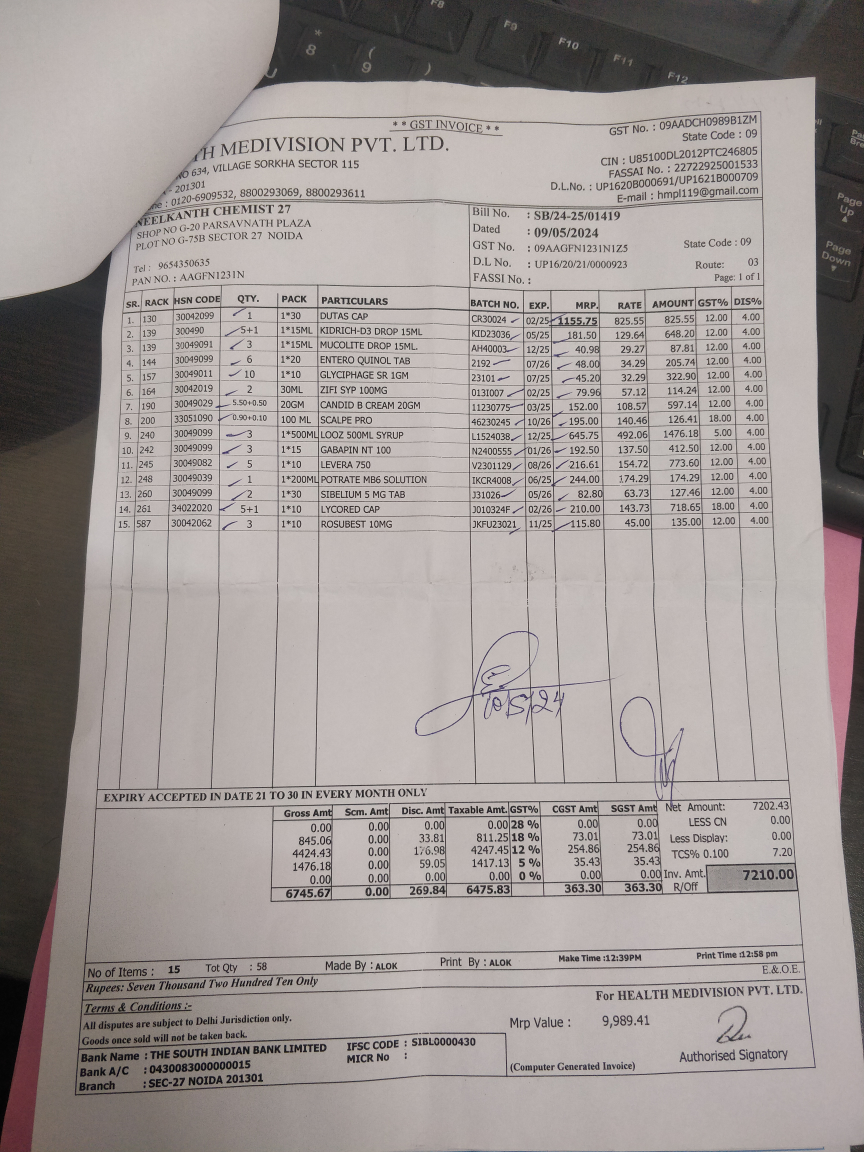 * * GST INVOICE * *
GST No. : 09AADCH0989B1ZM
State Code : 09
TH MEDIVISION PVT. LTD.
CIN : U85100DL2012PTC246805
NO 634, VILLAGE SORKHA SECTOR 115
FASSAI No. : 22722925001533
- 201301
D.L.No. : UP1620B000691/UP1621B000709
: 0120-6909532, 8800293069, 8800293611
E-mail : hmpl119@gmail.com
NEELKANTH CHEMIST 27
SHOP NO G-20 PARSAVNATH PLAZA
PLOT NO G-75B SECTOR 27 NOIDA
Tel : 9654350635
PAN NO. : AAGFN1231N
Bill No. : SB/24-25/01419
Dated : 09/05/2024
GST No. : 09AAGFN1231N1Z5 State Code : 09
D.L No. : UP16/20/21/0000923 Route: 03
FASSI No. : Page: 1 of 1
SR. RACK HSN CODE QTY. PACK PARTICULARS BATCH NO. EXP. MRP. RATE AMOUNT GST% DIS%
1. 130 30042099 1 1*30 DUTAS CAP CR30024 02/25 1155.75 825.55 825.55 12.00 4.00
2. 139 300490 5+1 1*15ML KIDRICH-D3 DROP 15ML KID23036 05/25 181.50 129.64 648.20 12.00 4.00
3. 139 30049091 3 1*15ML MUCOLITE DROP 15ML. AH40003 12/25 40.98 29.27 87.81 12.00 4.00
4. 144 30049099 6 1*20 ENTERO QUINOL TAB 2192 07/26 48.00 34.29 205.74 12.00 4.00
5. 157 30049011 10 1*10 GLYCIPHAGE SR 1GM 23101 07/25 45.20 32.29 322.90 12.00 4.00
6. 164 30042019 2 30ML ZIFI SYP 100MG 013I007 02/25 79.96 57.12 114.24 12.00 4.00
7. 190 30049029 5.50+0.50 20GM CANDID B CREAM 20GM 11230775 03/25 152.00 108.57 597.14 12.00 4.00
8. 200 33051090 0.90+0.10 100 ML SCALPE PRO 46230245 10/26 195.00 140.46 126.41 18.00 4.00
9. 240 30049099 3 1*500ML LOOZ 500ML SYRUP L1524038 12/25 645.75 492.06 1476.18 5.00 4.00
10. 242 30049099 3 1*15 GABAPIN NT 100 N2400555 01/26 192.50 137.50 412.50 12.00 4.00
11. 245 30049082 5 1*10 LEVERA 750 V2301129 08/26 216.61 154.72 773.60 12.00 4.00
12. 248 30049039 1 1*200ML POTRATE MB6 SOLUTION IKCR4008 06/25 244.00 174.29 174.29 12.00 4.00
13. 260 30049099 2 1*30 SIBELIUM 5 MG TAB J31026 05/26 82.80 63.73 127.46 12.00 4.00
14. 261 34022020 5+1 1*10 LYCORED CAP J010324F 02/26 210.00 143.73 718.65 18.00 4.00
15. 587 30042062 3 1*10 ROSUBEST 10MG JKFU23021 11/25 115.80 45.00 135.00 12.00 4.00
10/5/24
EXPIRY ACCEPTED IN DATE 21 TO 30 IN EVERY MONTH ONLY
Gross Amt Scm. Amt Disc. Amt Taxable Amt. GST% CGST Amt SGST Amt
0.00 0.00 0.00 0.00 28 % 0.00 0.00
845.06 0.00 33.81 811.25 18 % 73.01 73.01
4424.43 0.00 176.98 4247.45 12 % 254.86 254.86
1476.18 0.00 59.05 1417.13 5 % 35.43 35.43
0.00 0.00 0.00 0.00 0 % 0.00 0.00
6745.67 0.00 269.84 6475.83 363.30 363.30
Net Amount: 7202.43
LESS CN 0.00
Less Display: 0.00
TCS% 0.100 7.20
Inv. Amt. 7210.00
R/Off
No of Items : 15 Tot Qty : 58 Made By : ALOK Print By : ALOK Make Time :12:39PM Print Time :12:58 pm
Rupees: Seven Thousand Two Hundred Ten Only E.&.O.E.
Terms & Conditions :-
All disputes are subject to Delhi Jurisdiction only.
Goods once sold will not be taken back.
Bank Name : THE SOUTH INDIAN BANK LIMITED IFSC CODE : SIBL0000430
Bank A/C : 0430083000000015 MICR No :
Branch : SEC-27 NOIDA 201301
For HEALTH MEDIVISION PVT. LTD.
Mrp Value : 9,989.41
Authorised Signatory
(Computer Generated Invoice)
F8
F9
F10
F11
F12
*
8
(
9
)
U
Page Up
Page Down